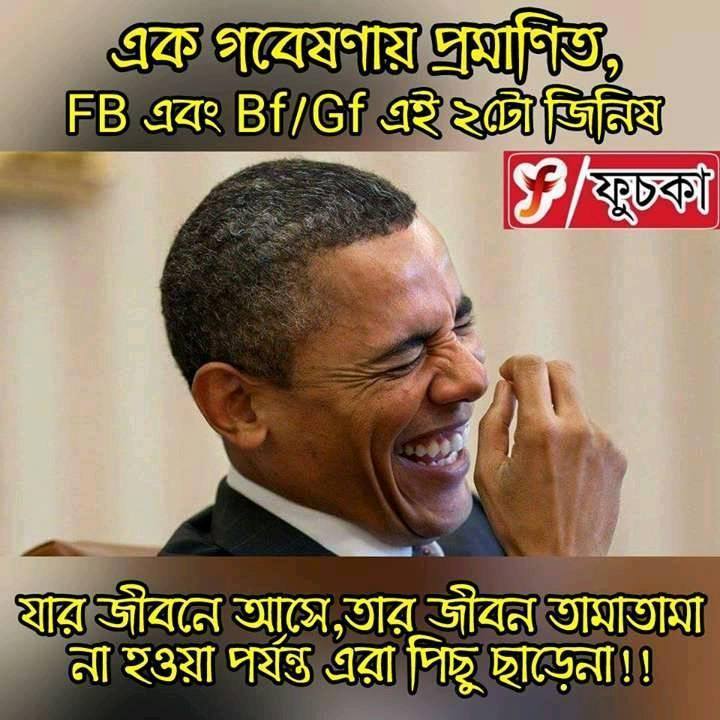 এক গবেষণায় প্রমাণিত,
FB এবং Bf/Gf এই ২টো জিনিষ
f/ফুচকা
যার জীবনে আসে,তার জীবন তামাতামা
না হওয়া পর্যন্ত এরা পিছু ছাড়েনা!!